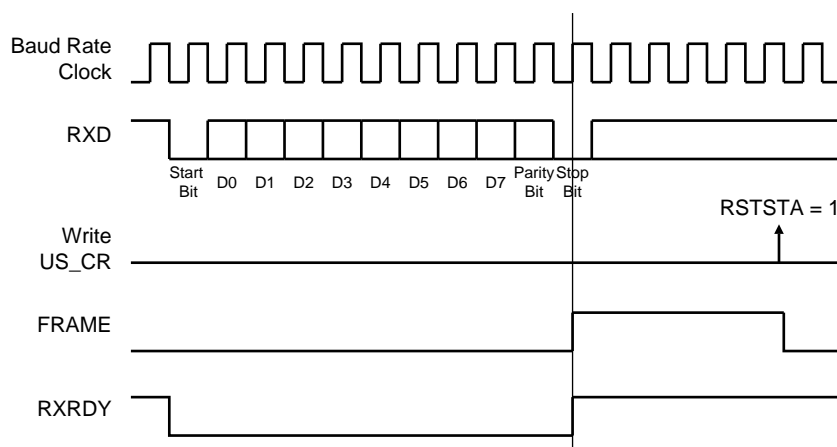 Baud Rate
Clock
RXD
Start
Bit
D0
D1
D2
D3
D4
D5
D6
D7
Parity
Bit
Stop
Bit
RSTSTA = 1
Write
US_CR
FRAME
RXRDY